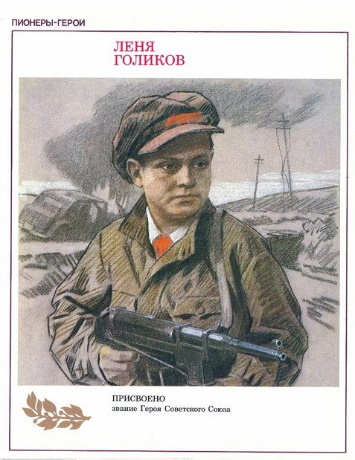 ПИОНЕРЫ-ГЕРОИ
ЛЕНЯ
ГОЛИКОВ
ПРИСВОЕНО
звание Героя Советского Союза